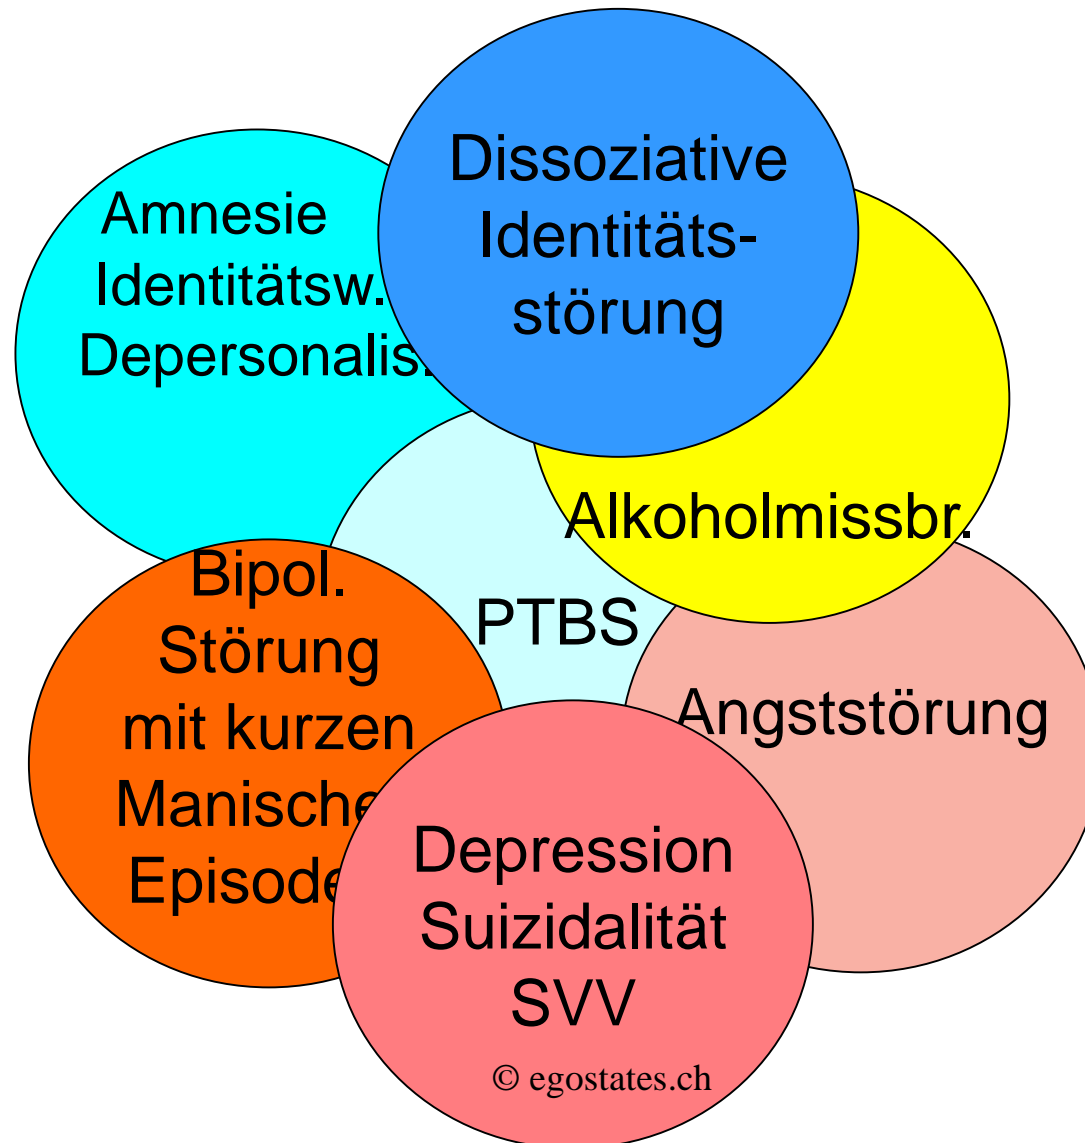 Dissoziative
Identitäts-
störung
Amnesie
Identitätsw.
Depersonalis.
Alkoholmissbr.
PTBS
Bipol.
Störung
mit kurzen
Manische
Episode
Angststörung
Depression
Suizidalität
SVV
© egostates.ch